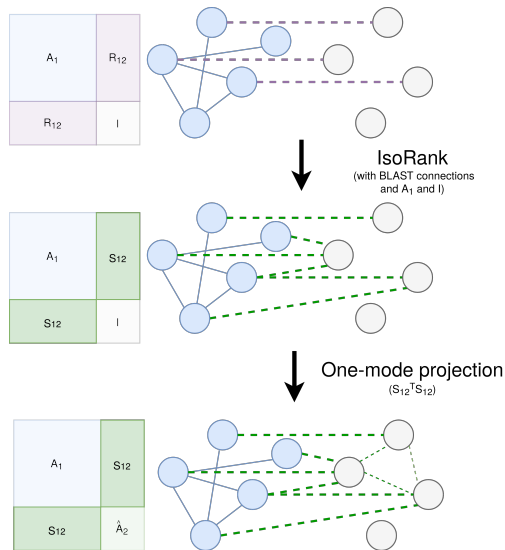 A1
R12
R12
I
IsoRank
(with BLAST connections
and A1 and I)
A1
S12
S12
I
One-mode projection
(S12TS12)
A1
S12
S12
Â2